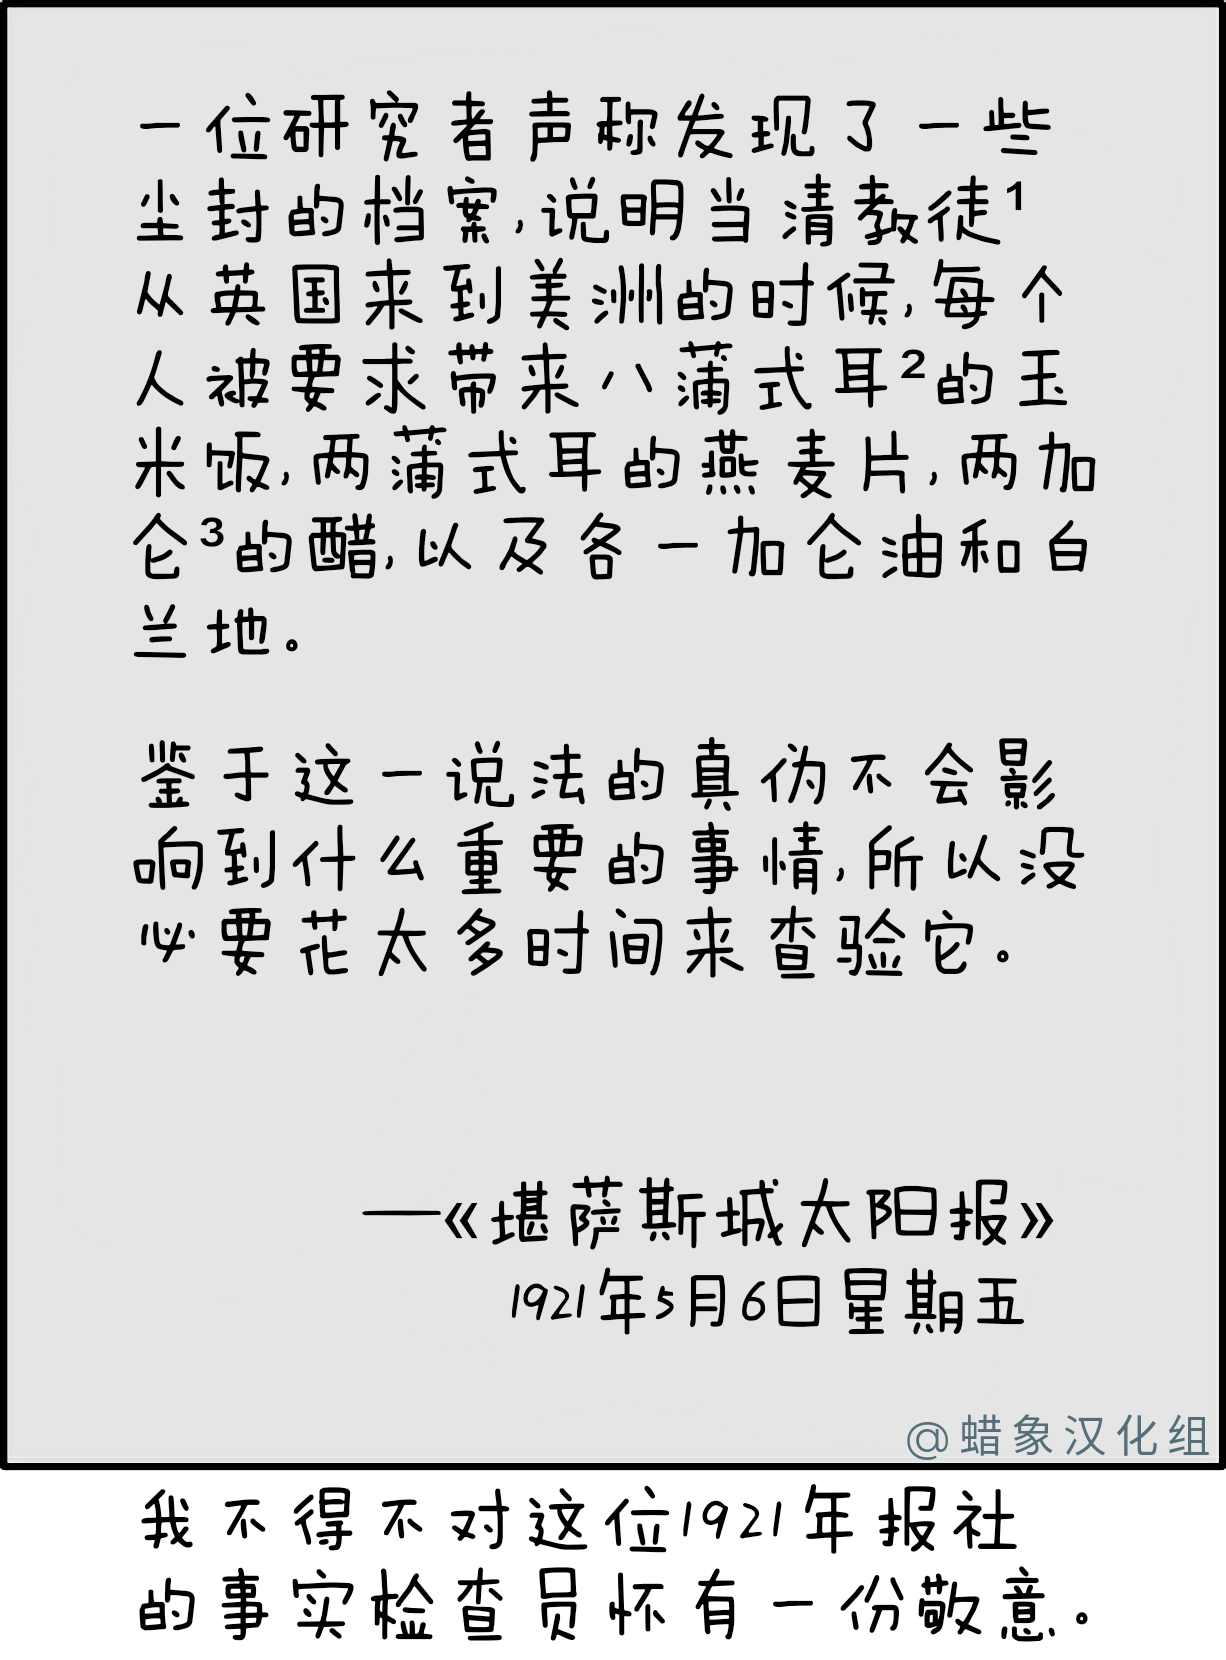 一位研究者声称发现了一些
尘封的档案,说明当清教徒¹
从英国来到美洲的时候,每个
人被要求带来八蒲式耳²的玉
米饭,两蒲式耳的燕麦片,两加
仑³的醋,以及各一加仑油和白
兰地。
鉴于这一说法的真伪不会影
响到什么重要的事情,所以没
必要花太多时间来查验它。
——《堪萨斯城太阳报》
1921年5月6日星期五
@蜡象汉化组
我不得不对这位1921年报社
的事实检查员怀有一份敬意。